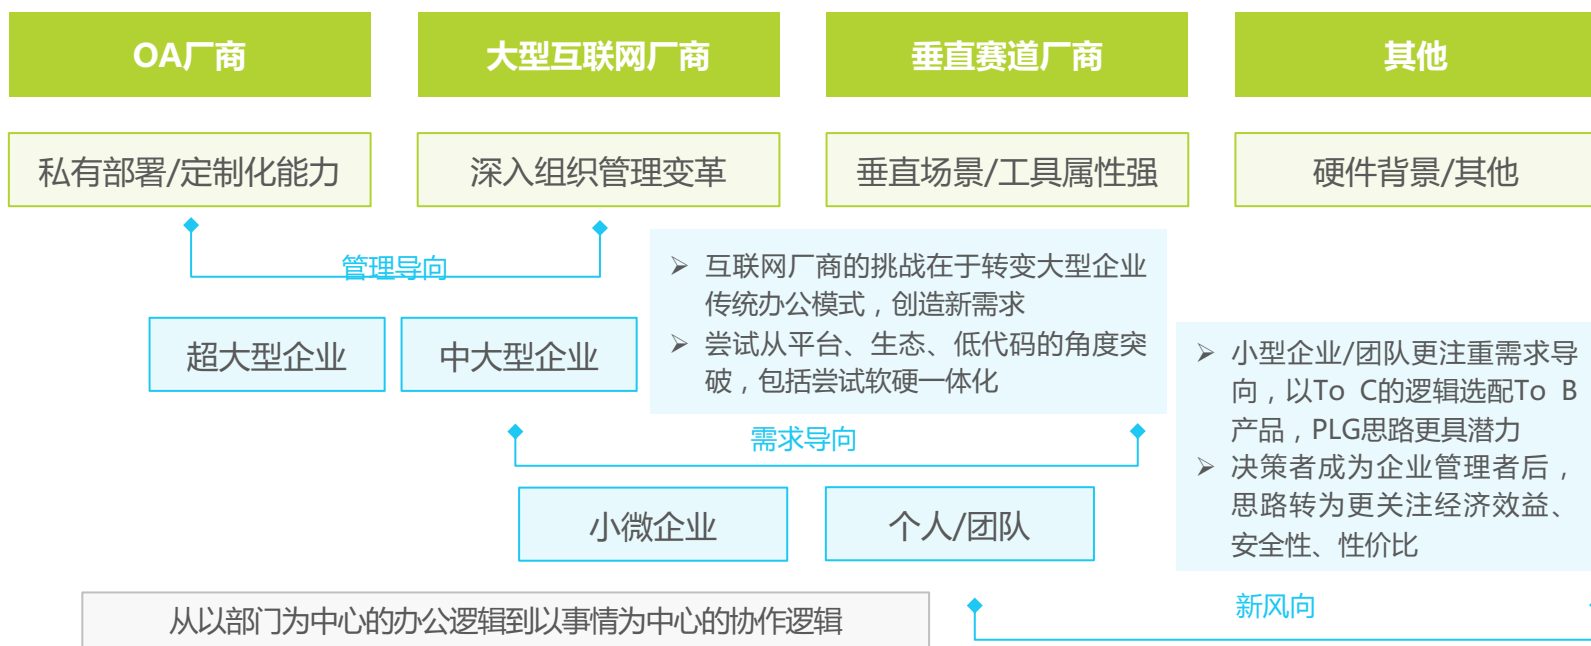 OA厂商
大型互联网厂商
垂直赛道厂商
其他
私有部署/定制化能力
深入组织管理变革
垂直场景/工具属性强
硬件背景/其他
管理导向
超大型企业
中大型企业
➢ 互联网厂商的挑战在于转变大型企业
传统办公模式，创造新需求
➢ 尝试从平台、生态、低代码的角度突
破，包括尝试软硬一体化
需求导向
小微企业
个人/团队
➢ 小型企业/团队更注重需求导
向，以To C的逻辑选配To B
产品，PLG思路更具潜力
➢ 决策者成为企业管理者后，
思路转为更关注经济效益、
安全性、性价比
从以部门为中心的办公逻辑到以事情为中心的协作逻辑
新风向